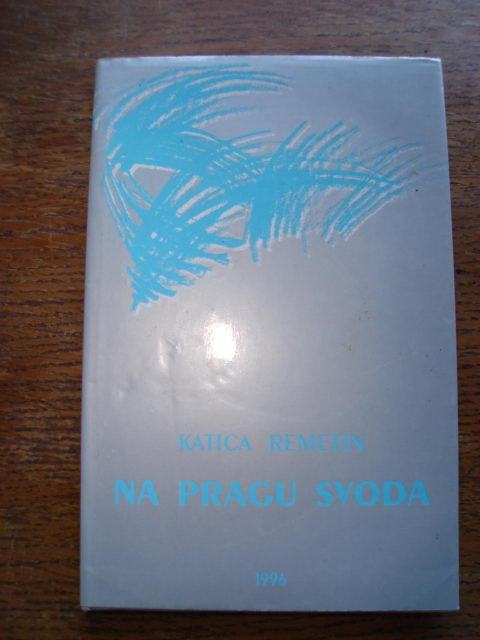 KATICA REMETIN
NA PRAGU SVODA
1996